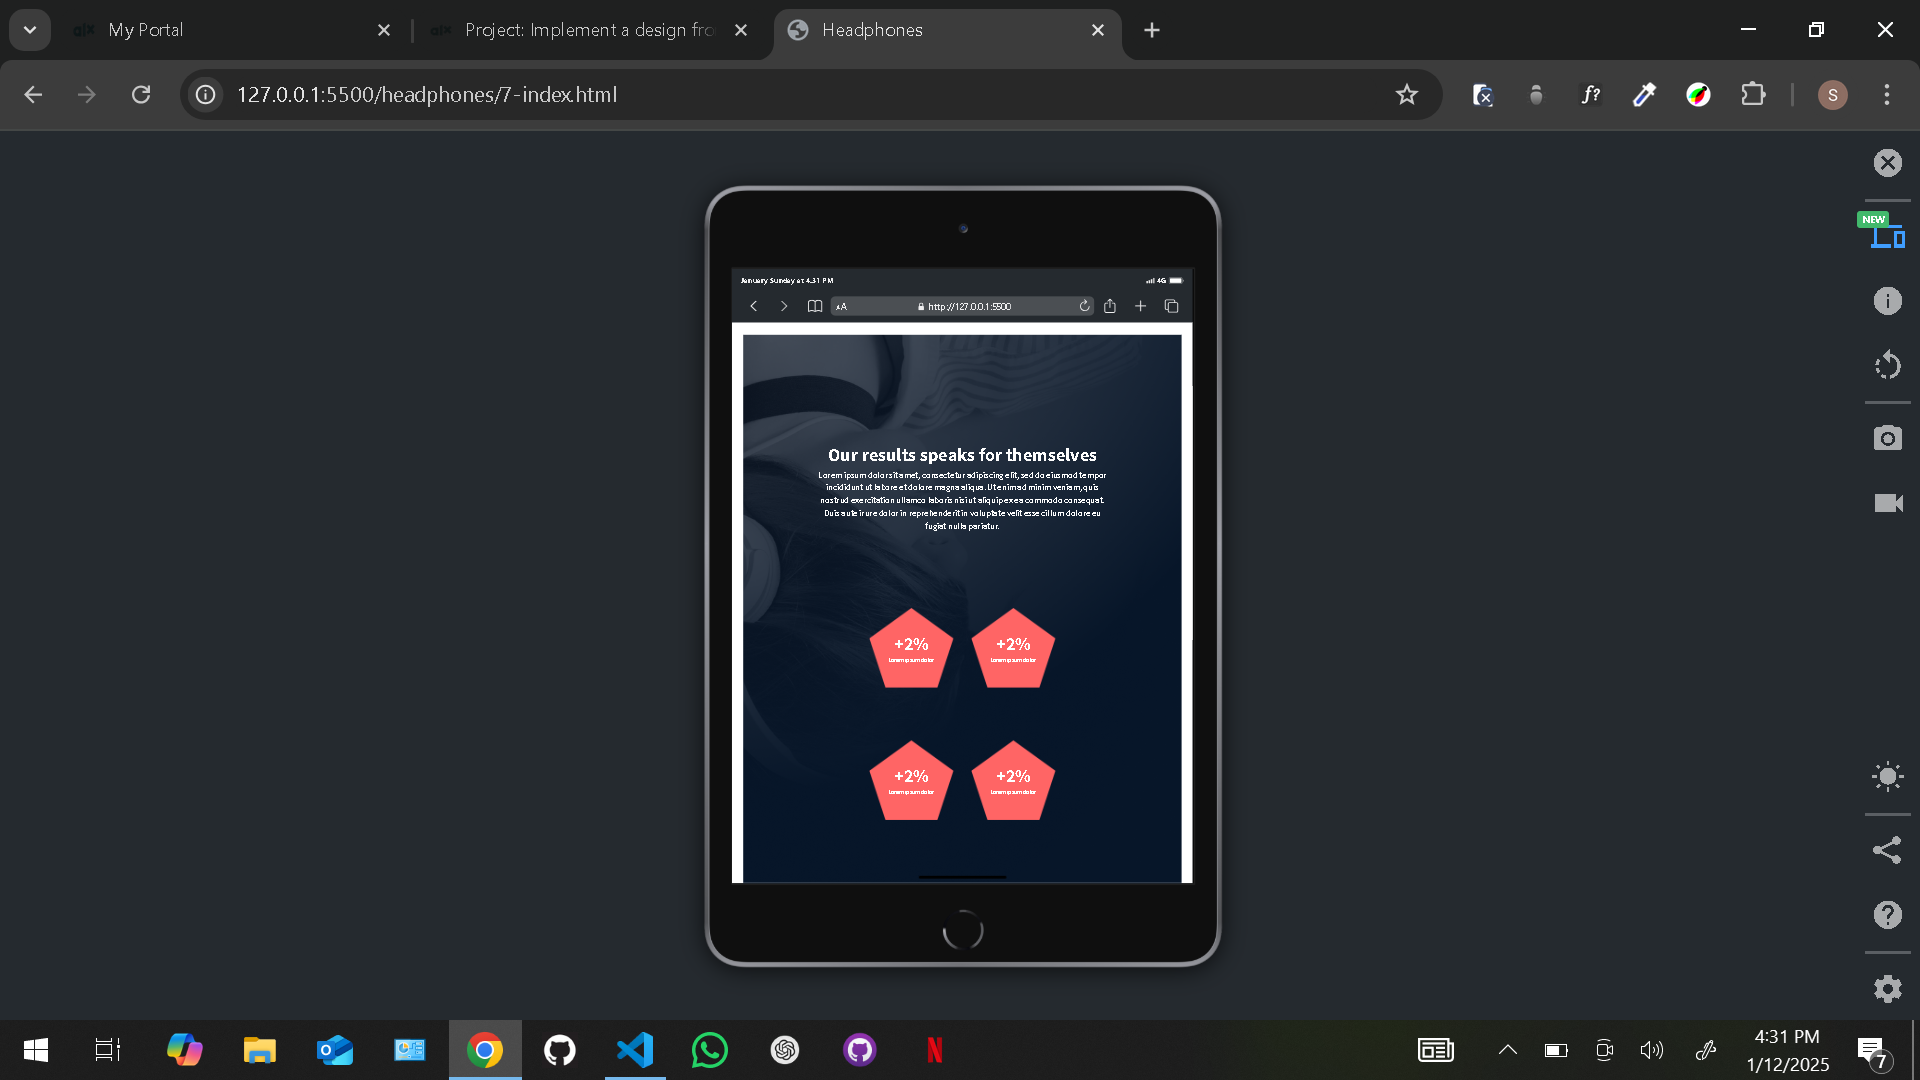 My Portal
Project: Implement a design fro
Headphones
127.0.0.1:5500/headphones/7-index.html
f?
S
NEW
January Sunday at 4:31 PM
4G
AA
http://127.0.0.1:5500
Our results speaks for themselves
Lorem ipsum dolor sit amet, consectetur adipiscing elit, sed do eiusmod tempor
incididunt ut labore et dolore magna aliqua. Ut enim ad minim veniam, quis
nostrud exercitation ullamco laboris nisi ut aliquip ex ea commodo consequat.
Duis aute irure dolor in reprehenderit in voluptate velit esse cillum dolore eu
fugiat nulla pariatur.
+2%
Lorem ipsum dolor
+2%
Lorem ipsum dolor
+2%
Lorem ipsum dolor
+2%
Lorem ipsum dolor
4:31 PM
1/12/2025
7